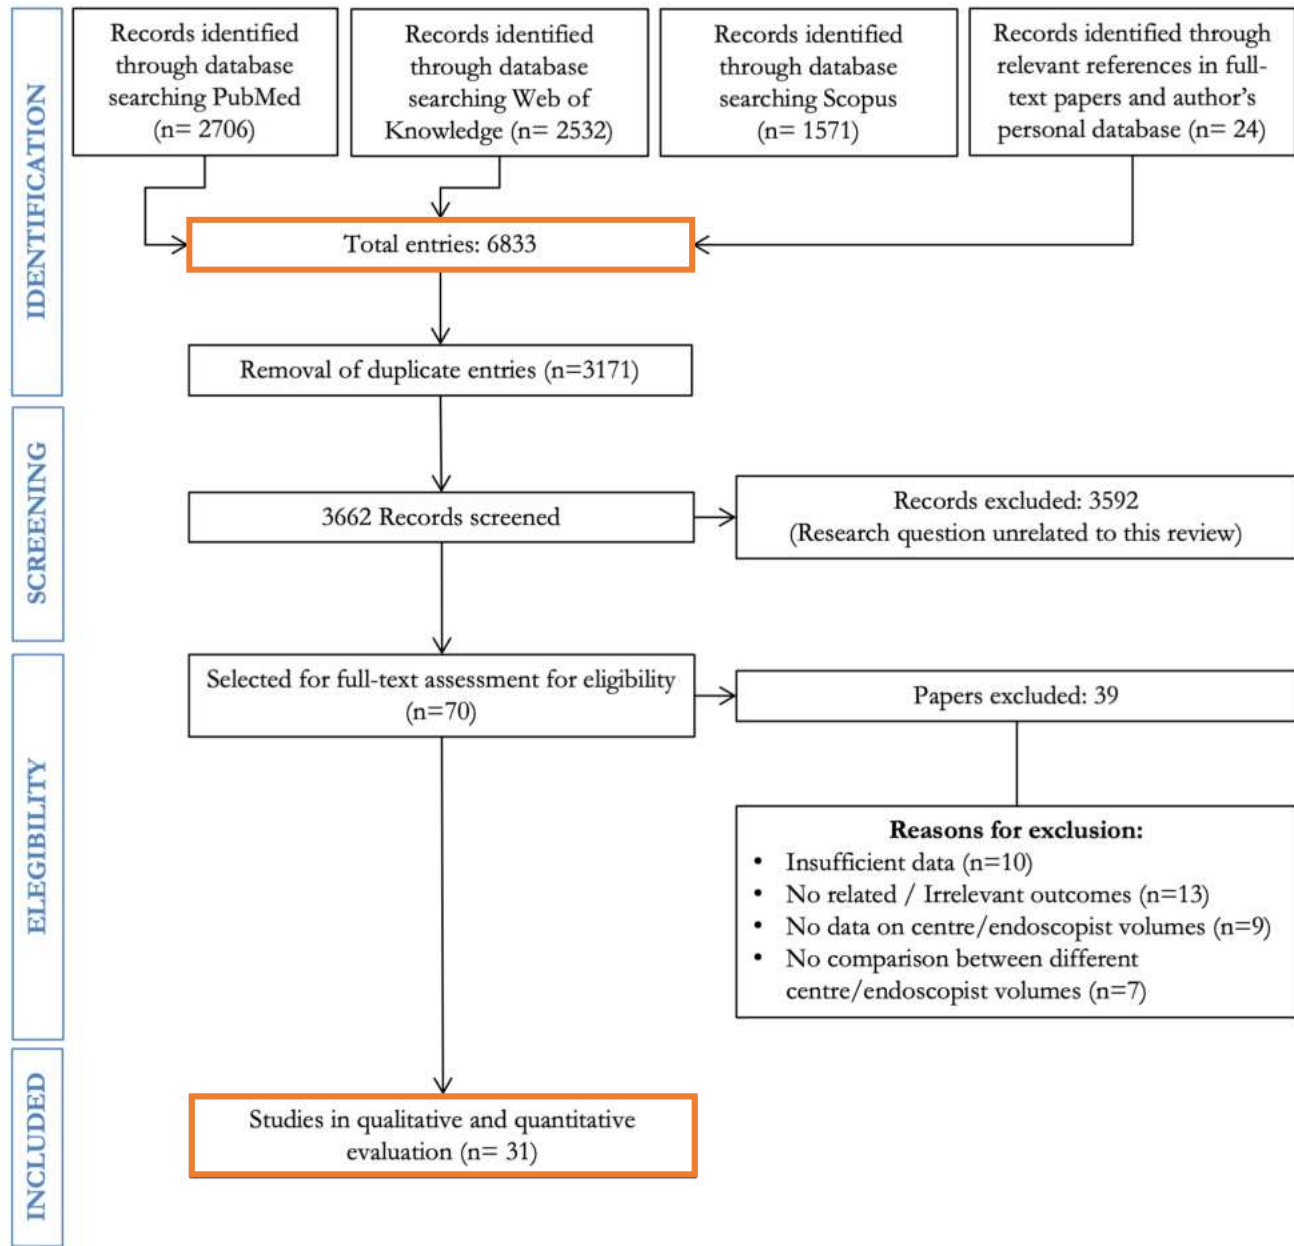 IDENTIFICATION
Records identified
through database
searching PubMed
(n= 2706)
Records identified
through database
searching Web of
Knowledge (n= 2532)
Records identified
through database
searching Scopus
(n= 1571)
Records identified through
relevant references in full-
text papers and author's
personal database (n= 24)
Total entries: 6833
Removal of duplicate entries (n=3171)
SCREENING
3662 Records screened
Records excluded: 3592
(Research question unrelated to this review)
ELEGIBILITY
Selected for full-text assessment for eligibility
(n=70)
Papers excluded: 39
Reasons for exclusion:
• Insufficient data (n=10)
• No related / Irrelevant outcomes (n=13)
• No data on centre/endoscopist volumes (n=9)
• No comparison between different
centre/endoscopist volumes (n=7)
INCLUDED
Studies in qualitative and quantitative
evaluation (n= 31)